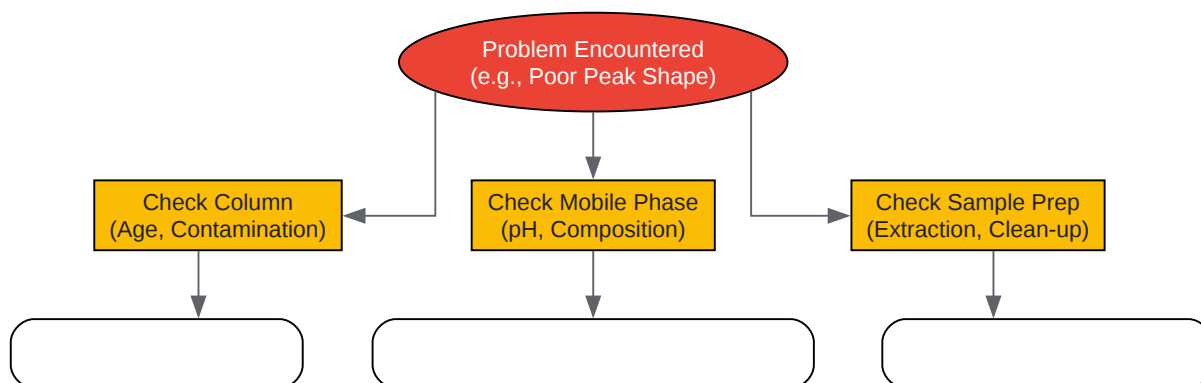 Problem Encountered
(e.g., Poor Peak Shape)
Check Column
(Age, Contamination)
Check Mobile Phase
(pH, Composition)
Check Sample Prep
(Extraction, Clean-up)